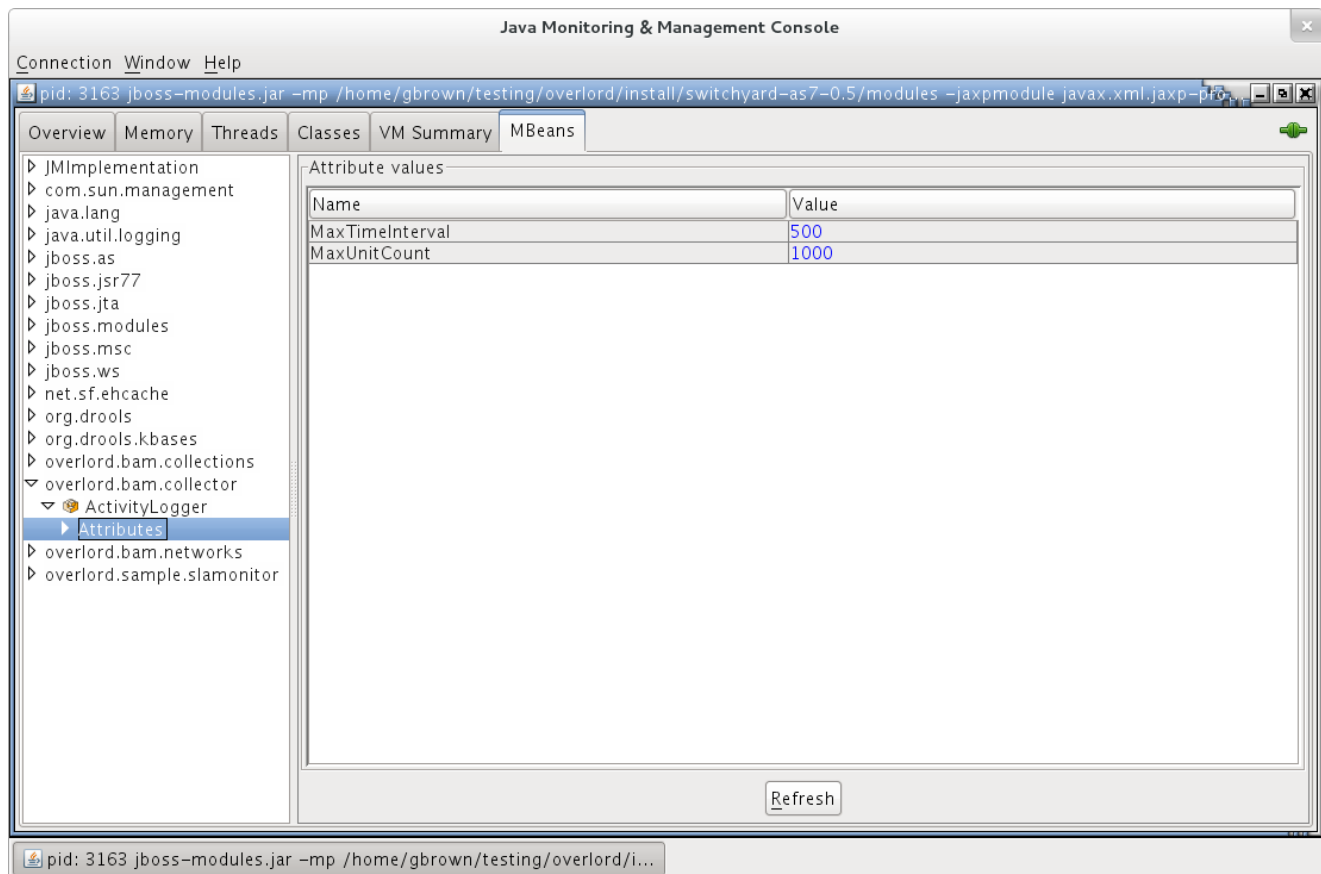 Java Monitoring & Management Console
Connection Window Help
pid: 3163 jboss-modules.jar -mp /home/gbrown/testing/overlord/install/switchyard-as7-0.5/modules -jaxpmodule javax.xml.jaxp-pro
Overview Memory Threads Classes VM Summary MBeans
JMImplementation
com.sun.management
java.lang
java.util.logging
jboss.as
jboss.jsr77
jboss.jta
jboss.modules
jboss.msc
jboss.ws
net.sf.ehcache
org.drools
org.drools.kbases
overlord.bam.collections
overlord.bam.collector
ActivityLogger
Attributes
overlord.bam.networks
overlord.sample.slamonitor
Attribute values
Name Value
MaxTimeInterval 500
MaxUnitCount 1000
Refresh
pid: 3163 jboss-modules.jar -mp /home/gbrown/testing/overlord/i...